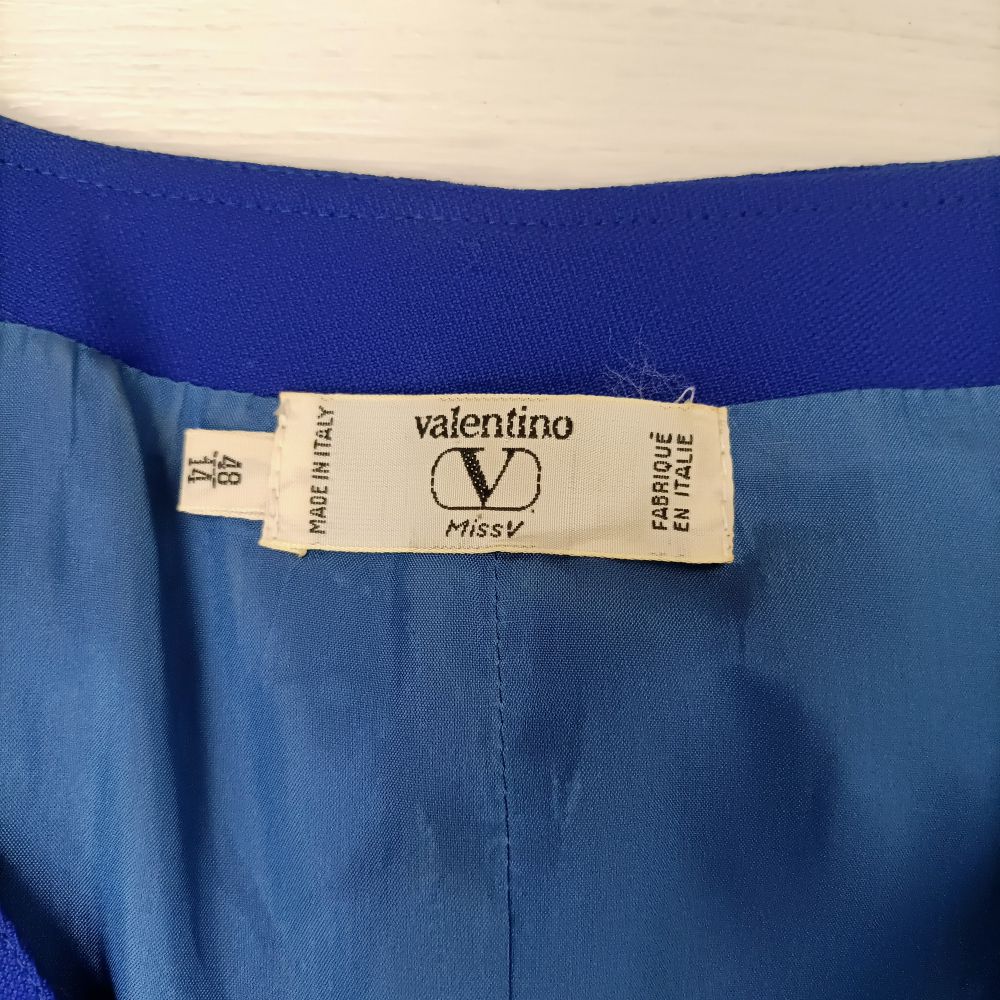 48
14
MADE IN ITALY
valentino
V
MissV
FABRIQUÉ
EN ITALIE